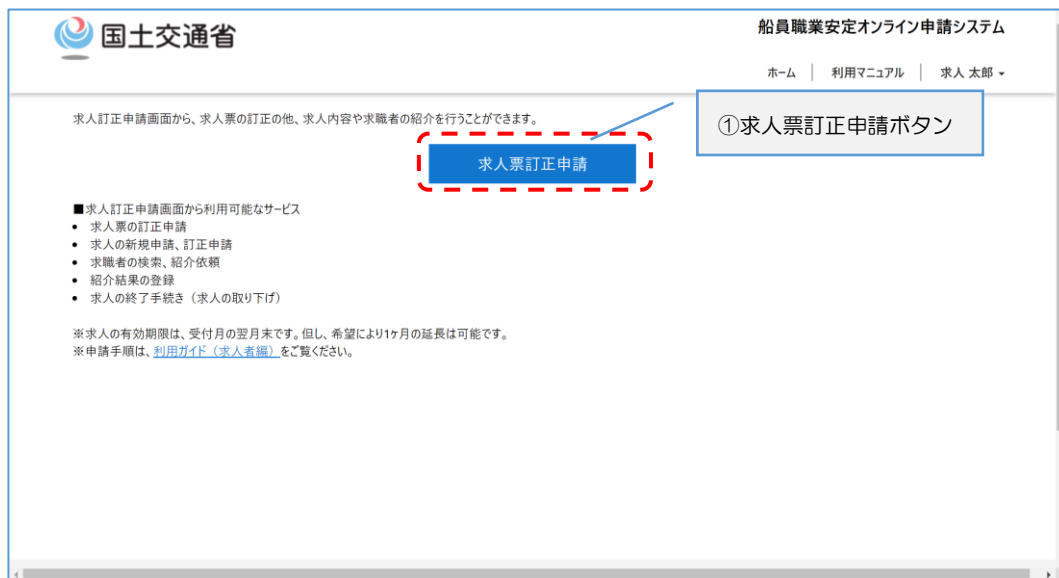 国土交通省
船員職業安定オンライン申請システム
ホーム
利用マニュアル
求人 太郎
求人訂正申請画面から、求人票の訂正の他、求人内容や求職者の紹介を行うことができます。
①求人票訂正申請ボタン
求人票訂正申請
■求人訂正申請画面から利用可能なサービス
• 求人票の訂正申請
• 求人の新規申請、訂正申請
• 求職者の検索、紹介依頼
• 紹介結果の登録
• 求人の終了手続き（求人の取り下げ）
※求人の有効期限は、受付月の翌月末です。但し、希望により1ヶ月の延長は可能です。
※申請手順は、利用ガイド（求人者編）をご覧ください。